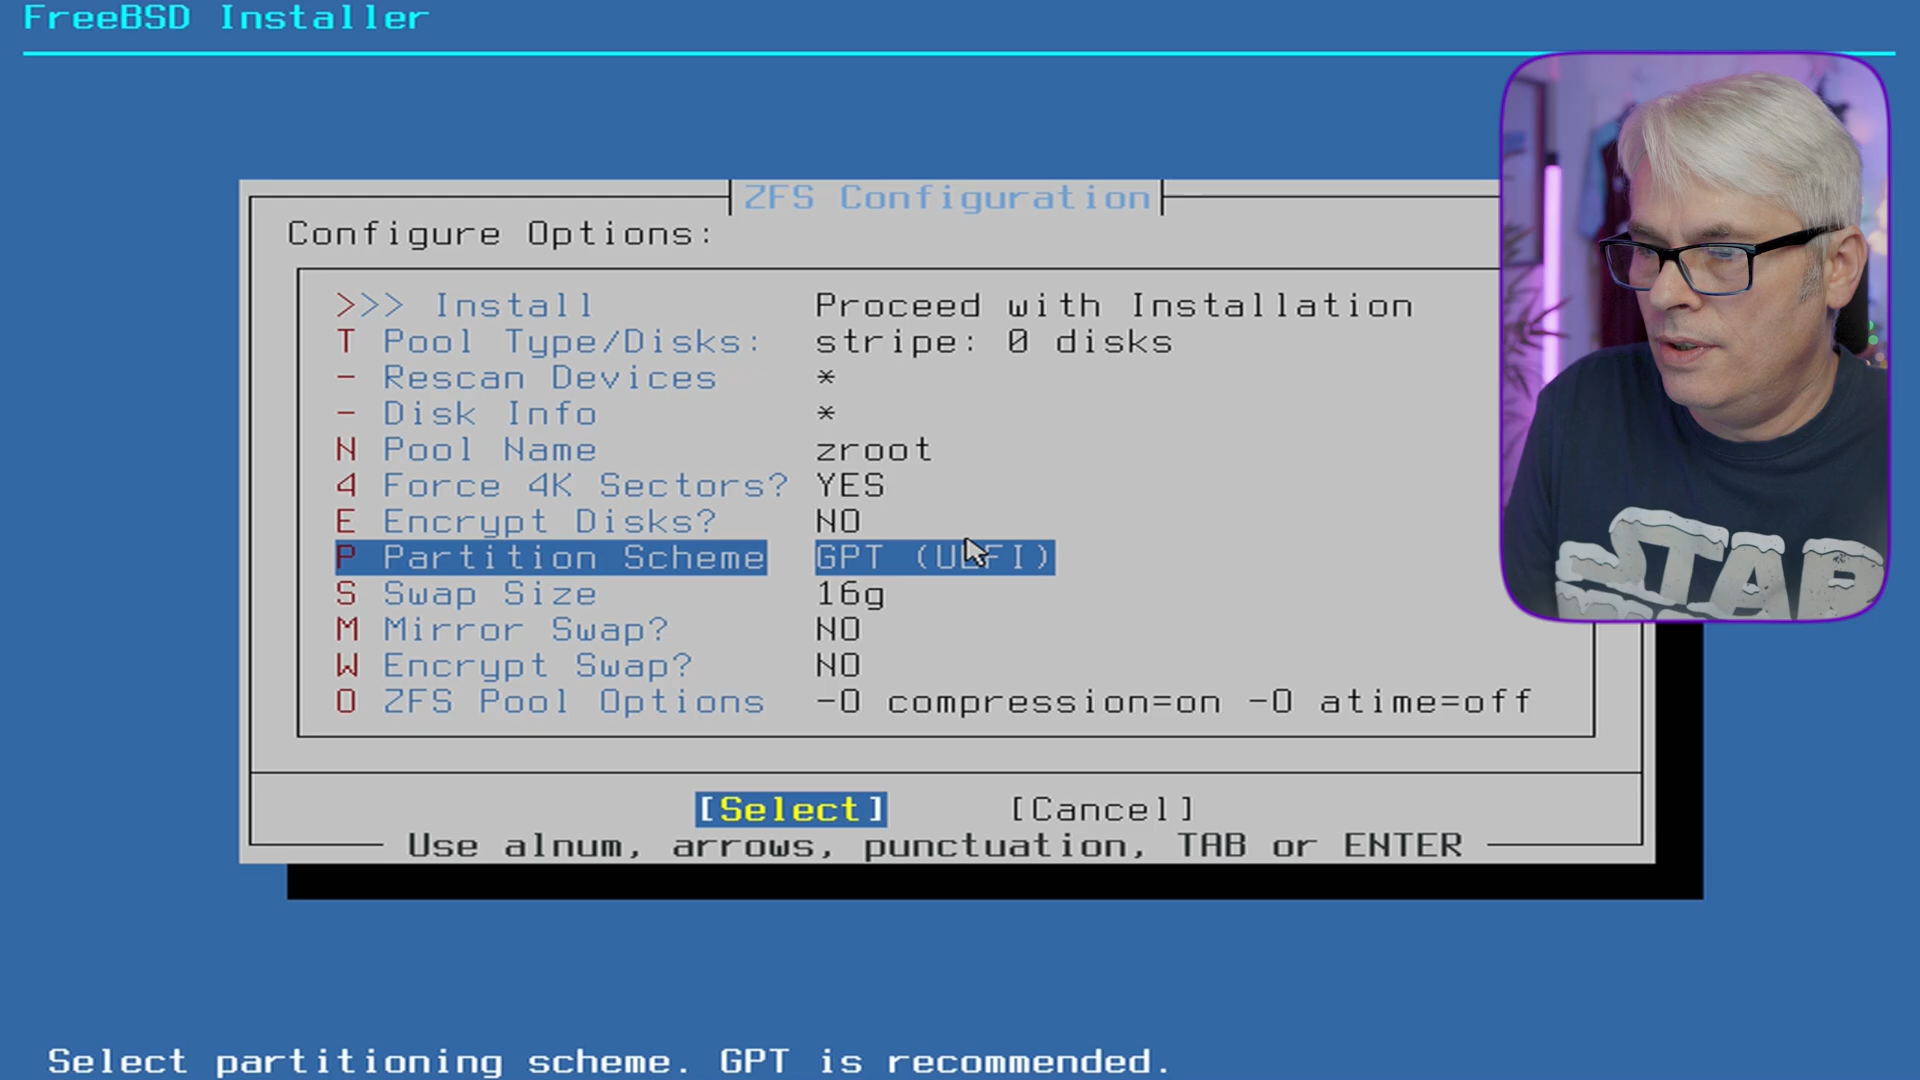 FreeBSD Installer
ZFS Configuration
Configure Options:
>>> Install Proceed with Installation
T Pool Type/Disks: stripe: 0 disks
- Rescan Devices *
- Disk Info *
N Pool Name zroot
4 Force 4K Sectors? YES
E Encrypt Disks? NO
P Partition Scheme GPT (UEFI)
S Swap Size 16g
M Mirror Swap? NO
W Encrypt Swap? NO
O ZFS Pool Options -O compression=on -O atime=off
[Select] [Cancel]
Use alnum, arrows, punctuation, TAB or ENTER
Select partitioning scheme. GPT is recommended.
STAR